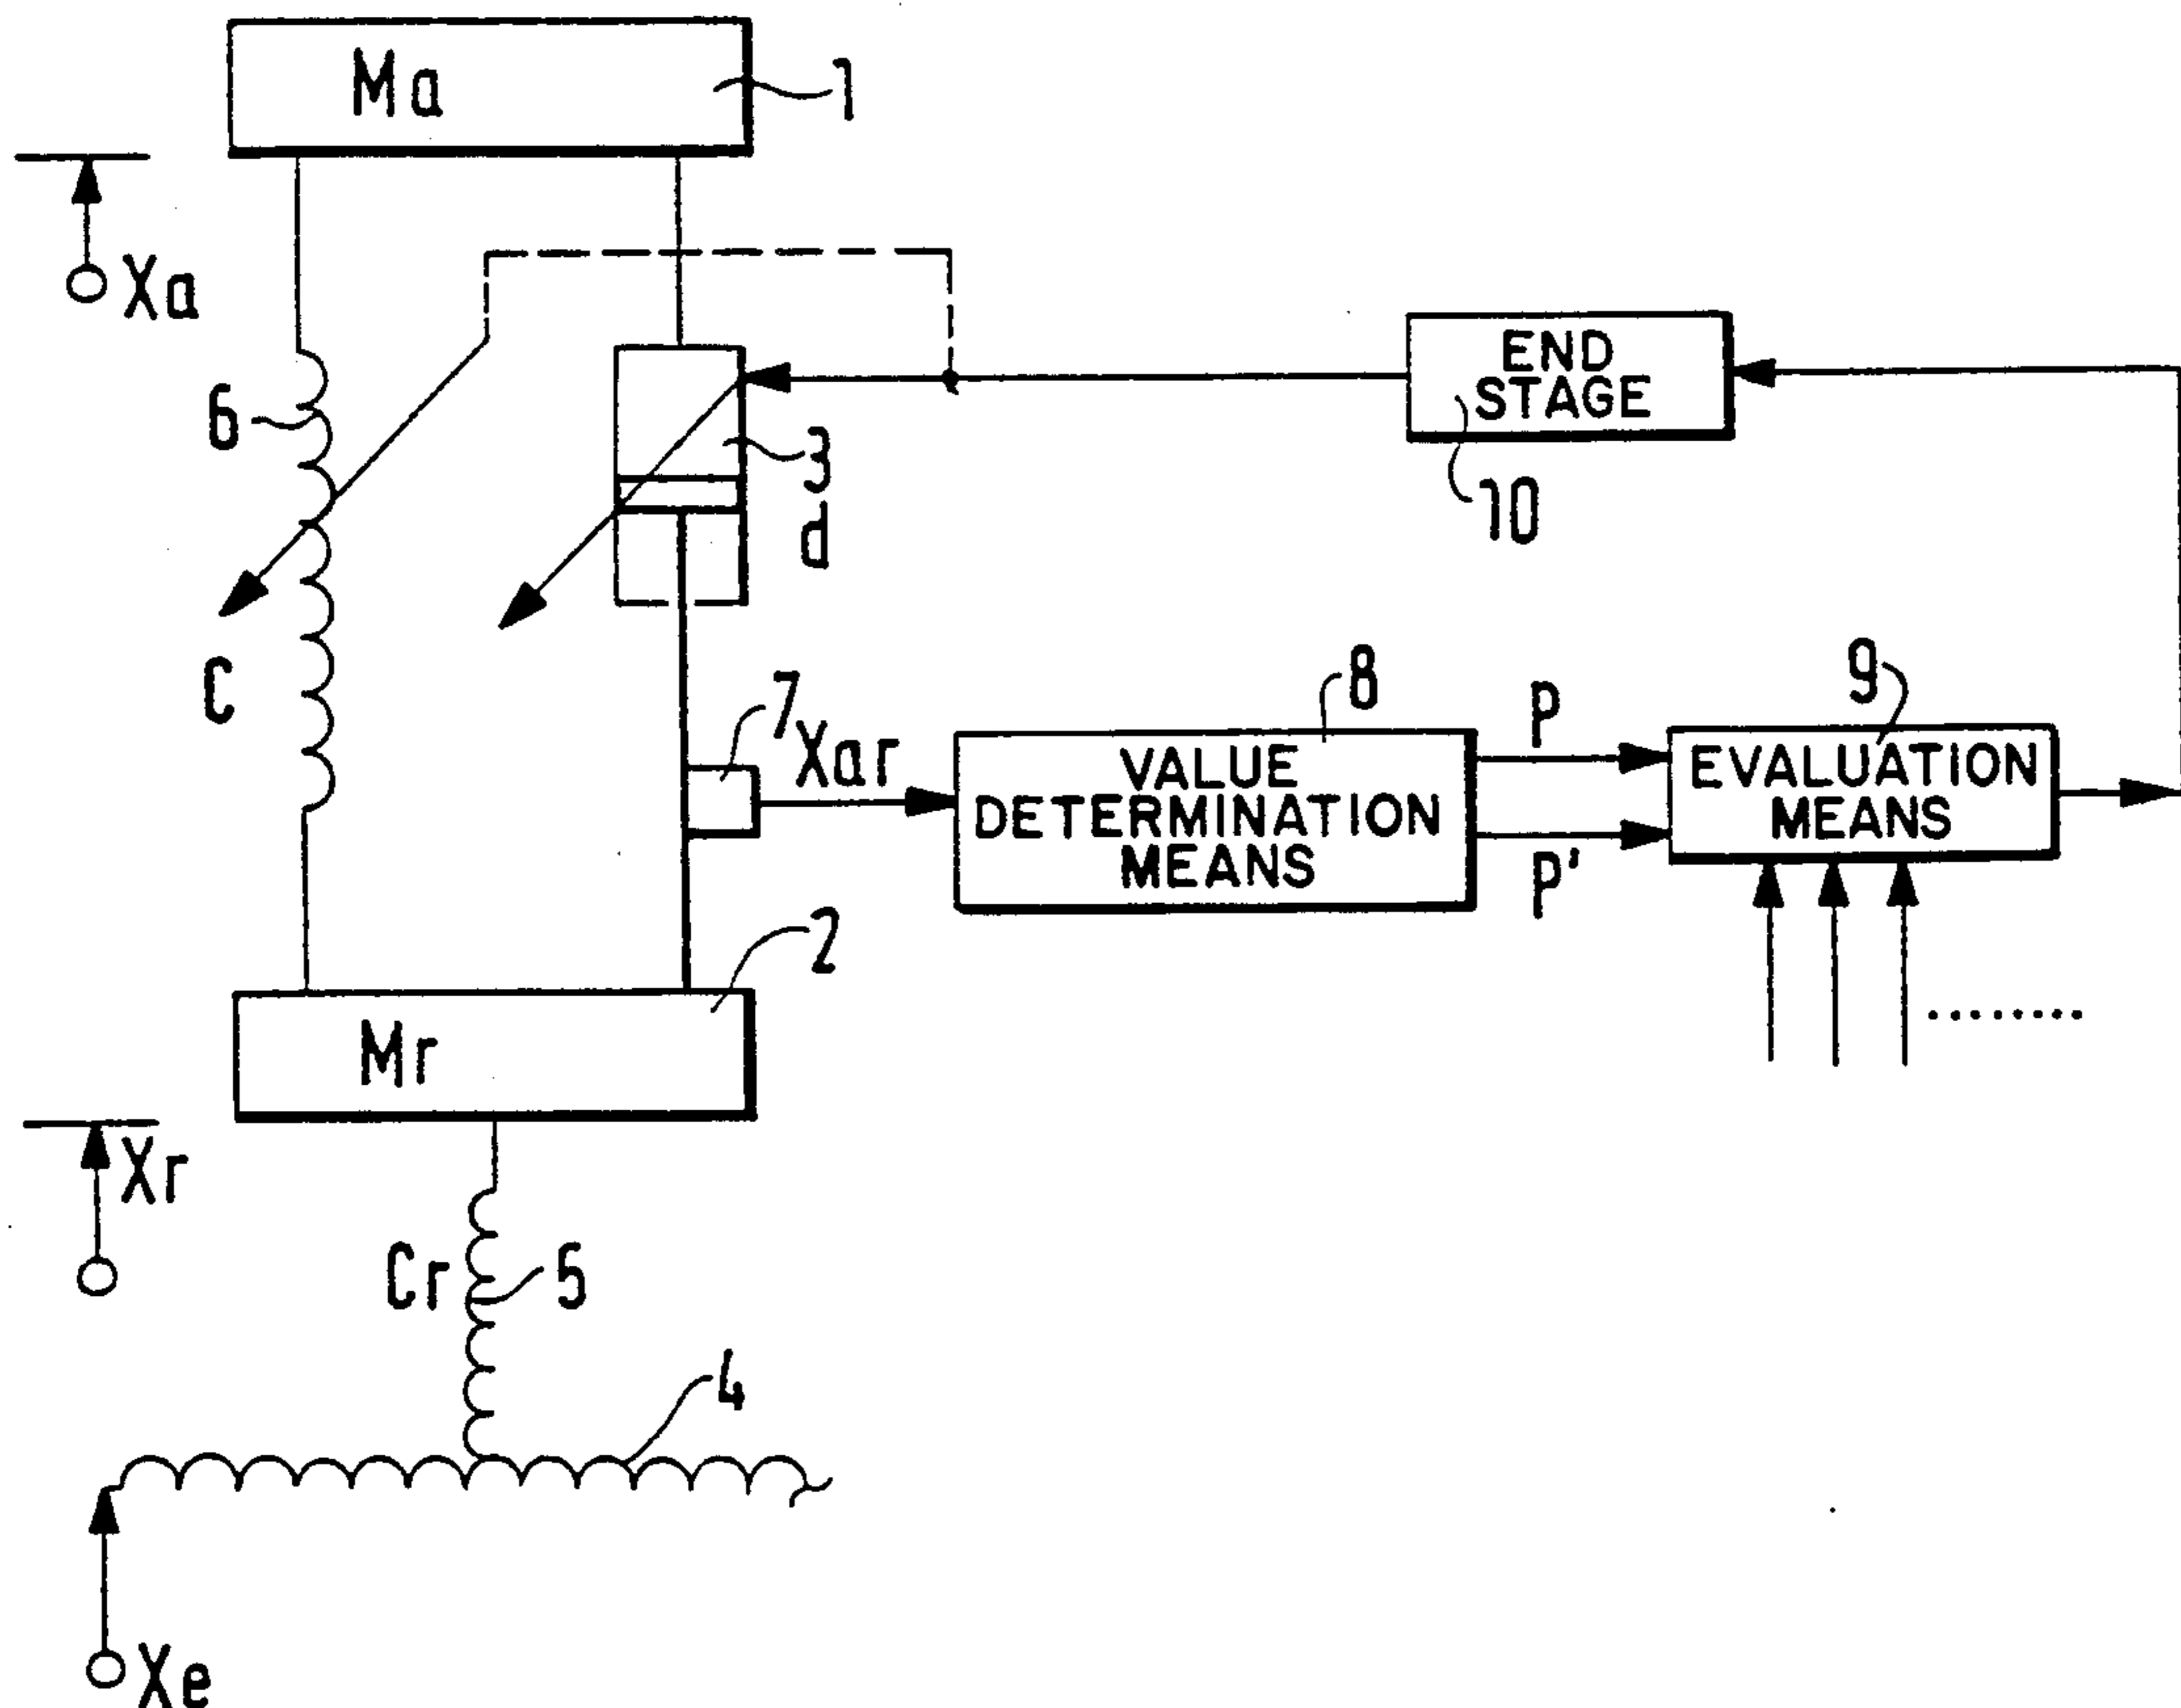 Ma
1
Xa
END
STAGE
6
3
d
10
C
7
Xar
8
P
9
VALUE
DETERMINATION
MEANS
EVALUATION
MEANS
P'
2
Mr
Xr
Cr
5
4
Xe